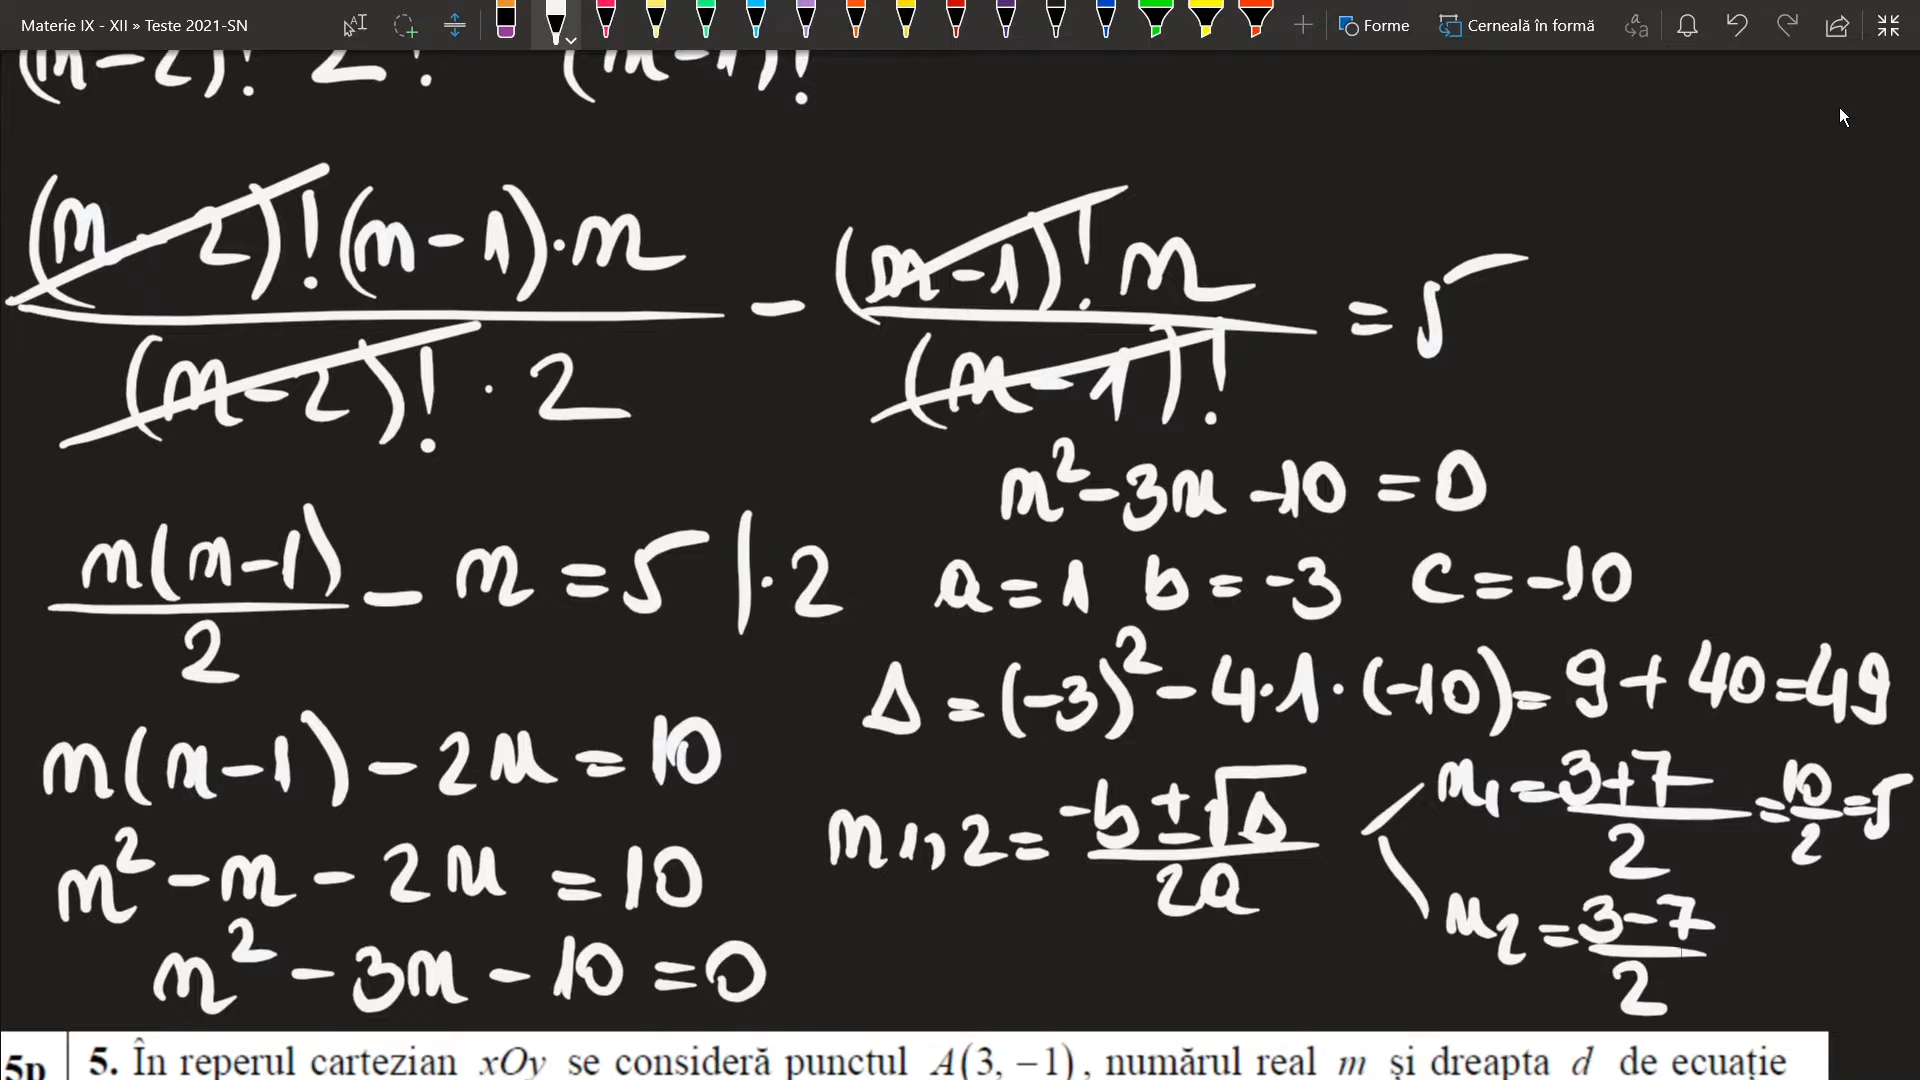 Materie IX - XII » Teste 2021-SN
Forme
Cerneală în formă
(n-2)! 2! (n-1)!
(n-2)!(n-1)·n / (n-2)!·2 - (n-1)! n / (n-1)! = 5
n(n-1) / 2 - n = 5 |·2
n(n-1) - 2n = 10
n² - n - 2n = 10
n² - 3n - 10 = 0
n² - 3n - 10 = 0
a = 1 b = -3 c = -10
Δ = (-3)² - 4·1·(-10) = 9 + 40 = 49
n1,2 = -b ± √Δ / 2a
n1 = 3+7 / 2 = 10 / 2 = 5
n2 = 3-7 / 2
5p 5. În reperul cartezian xOy se consideră punctul A(3, −1), numărul real m și dreapta d de ecuație